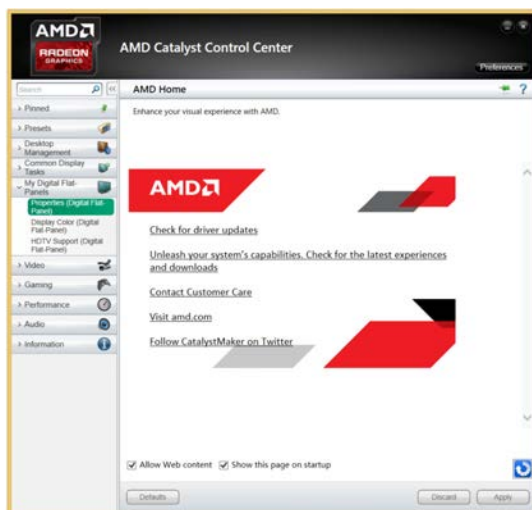 AMD
RADEON
GRAPHICS
AMD Catalyst Control Center
Preferences
Search
AMD Home
Pinned
Presets
Desktop
Management
Common Display
Tasks
My Digital Flat-
Panels
Properties (Digital Flat-
Panel)
Display Color (Digital
Flat-Panel)
HDTV Support (Digital
Flat-Panel)
Video
Gaming
Performance
Audio
Information
Enhance your visual experience with AMD.
AMD
Check for driver updates
Unleash your system's capabilities. Check for the latest experiences
and downloads
Contact Customer Care
Visit amd.com
Follow CatalystMaker on Twitter
Allow Web content
Show this page on startup
Defaults
Discard
Apply